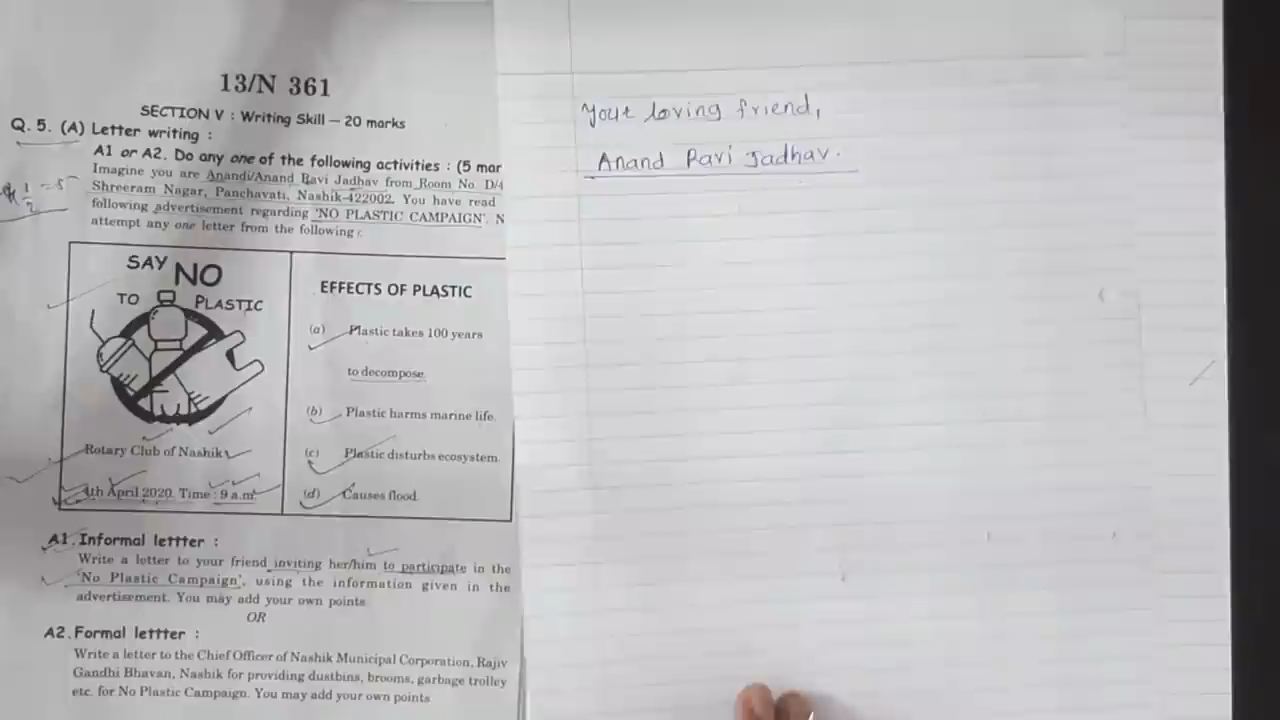 13/N 361
SECTION V : Writing Skill – 20 marks
Q. 5. (A) Letter writing :
A1 or A2. Do any one of the following activities : (5 mar
Imagine you are Anandi/Anand Ravi Jadhav from Room No. D/4
Shreeram Nagar, Panchavati, Nashik-422002. You have read
following advertisement regarding 'NO PLASTIC CAMPAIGN'. N
attempt any one letter from the following :
SAY NO
TO PLASTIC
Rotary Club of Nashik
4th April 2020. Time : 9 a.m.
EFFECTS OF PLASTIC
(a) Plastic takes 100 years
to decompose.
(b) Plastic harms marine life.
(c) Plastic disturbs ecosystem.
(d) Causes flood.
A1. Informal lettter :
Write a letter to your friend inviting her/him to participate in the
'No Plastic Campaign', using the information given in the
advertisement. You may add your own points.
OR
A2. Formal lettter :
Write a letter to the Chief Officer of Nashik Municipal Corporation, Rajiv
Gandhi Bhavan, Nashik for providing dustbins, brooms, garbage trolley
etc. for No Plastic Campaign. You may add your own points.
Your loving friend,
Anand Ravi Jadhav.